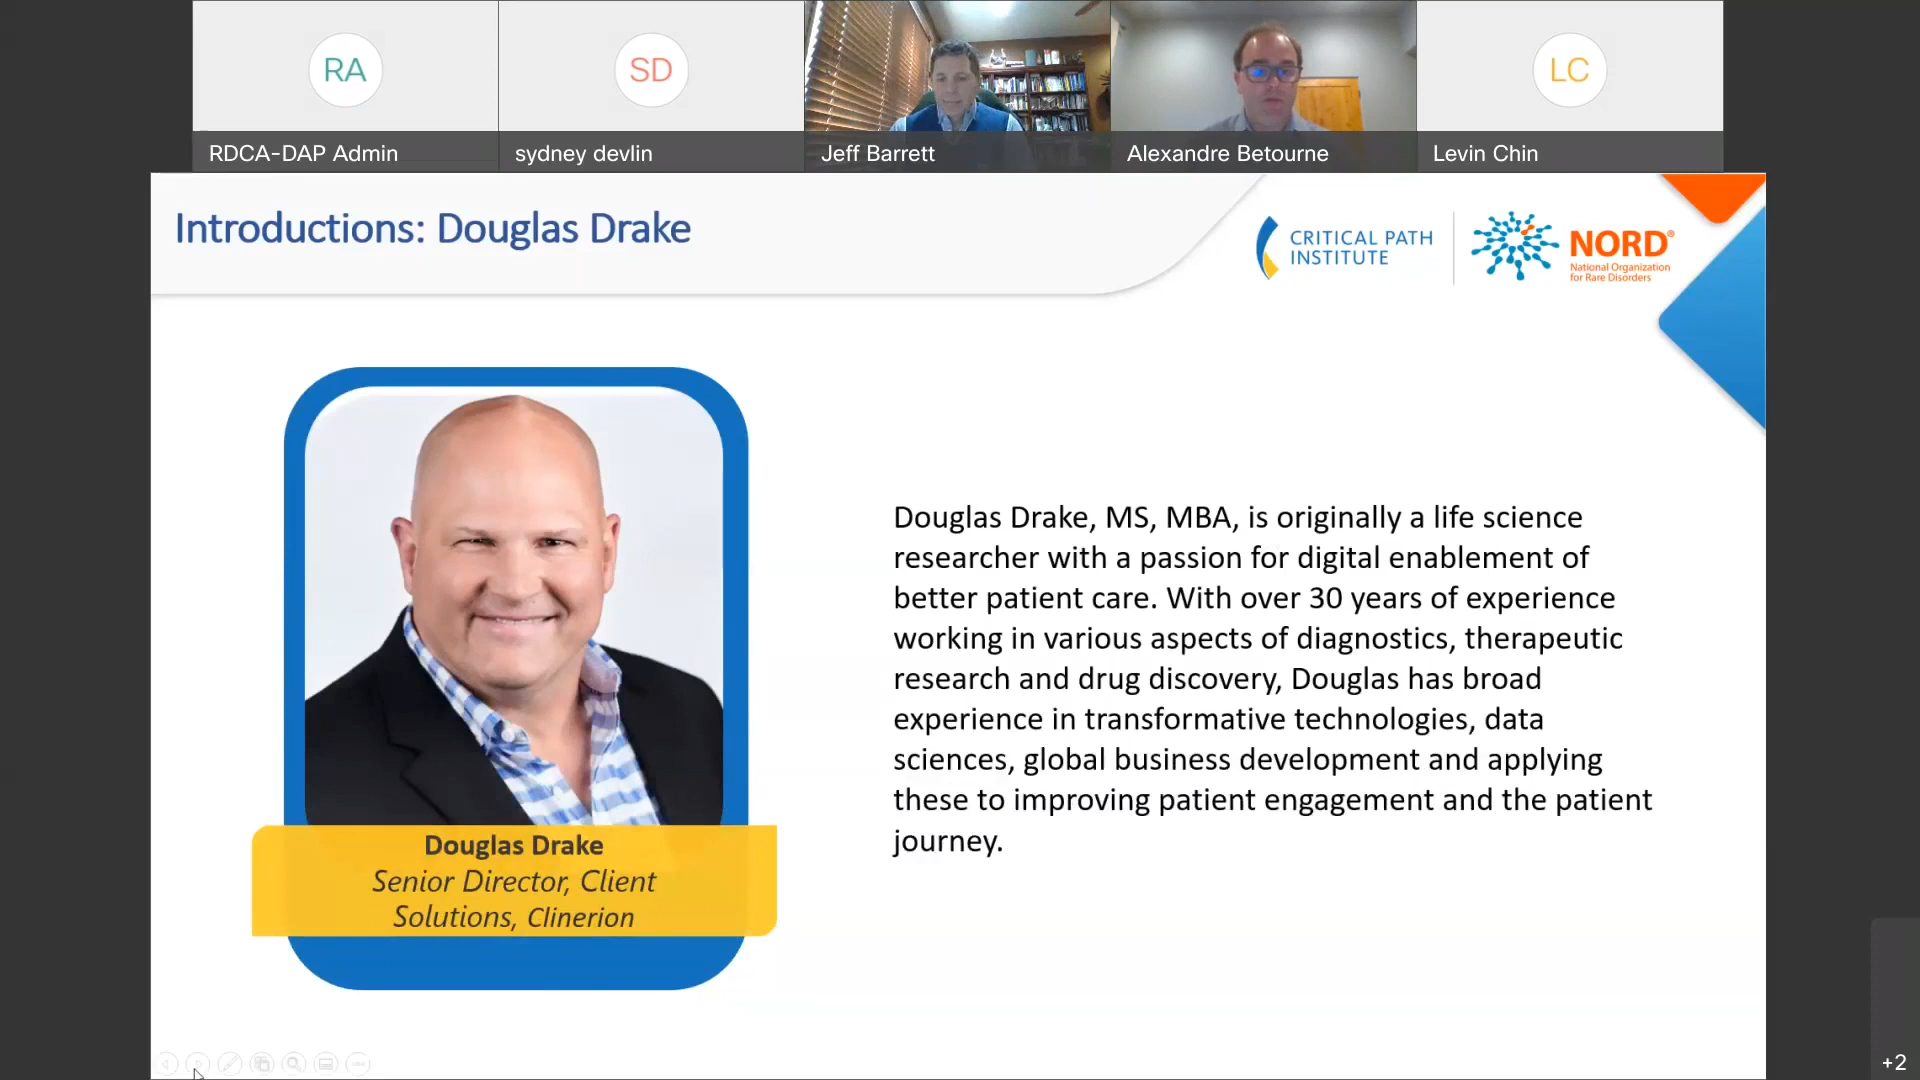 RA
SD
LC
RDCA-DAP Admin
sydney devlin
Jeff Barrett
Alexandre Betourne
Levin Chin
Introductions: Douglas Drake
CRITICAL PATH
INSTITUTE
NORD®
National Organization
for Rare Disorders
Douglas Drake, MS, MBA, is originally a life science
researcher with a passion for digital enablement of
better patient care. With over 30 years of experience
working in various aspects of diagnostics, therapeutic
research and drug discovery, Douglas has broad
experience in transformative technologies, data
sciences, global business development and applying
these to improving patient engagement and the patient
journey.
Douglas Drake
Senior Director, Client
Solutions, Clinerion
+2